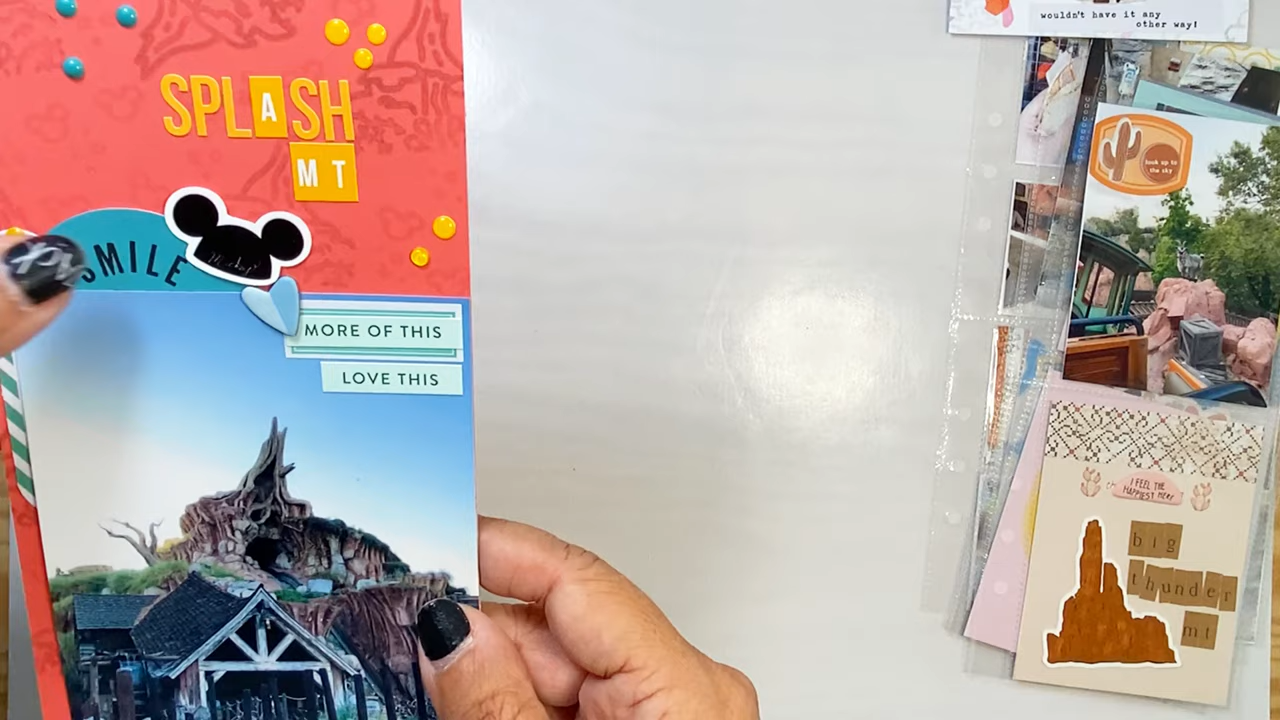 SPLASH
MT
SMILE
MORE OF THIS
LOVE THIS
wouldn't have it any
other way!
look up to
the sky
I FEEL THE
HAPPIEST HERE
big
thunder
mt